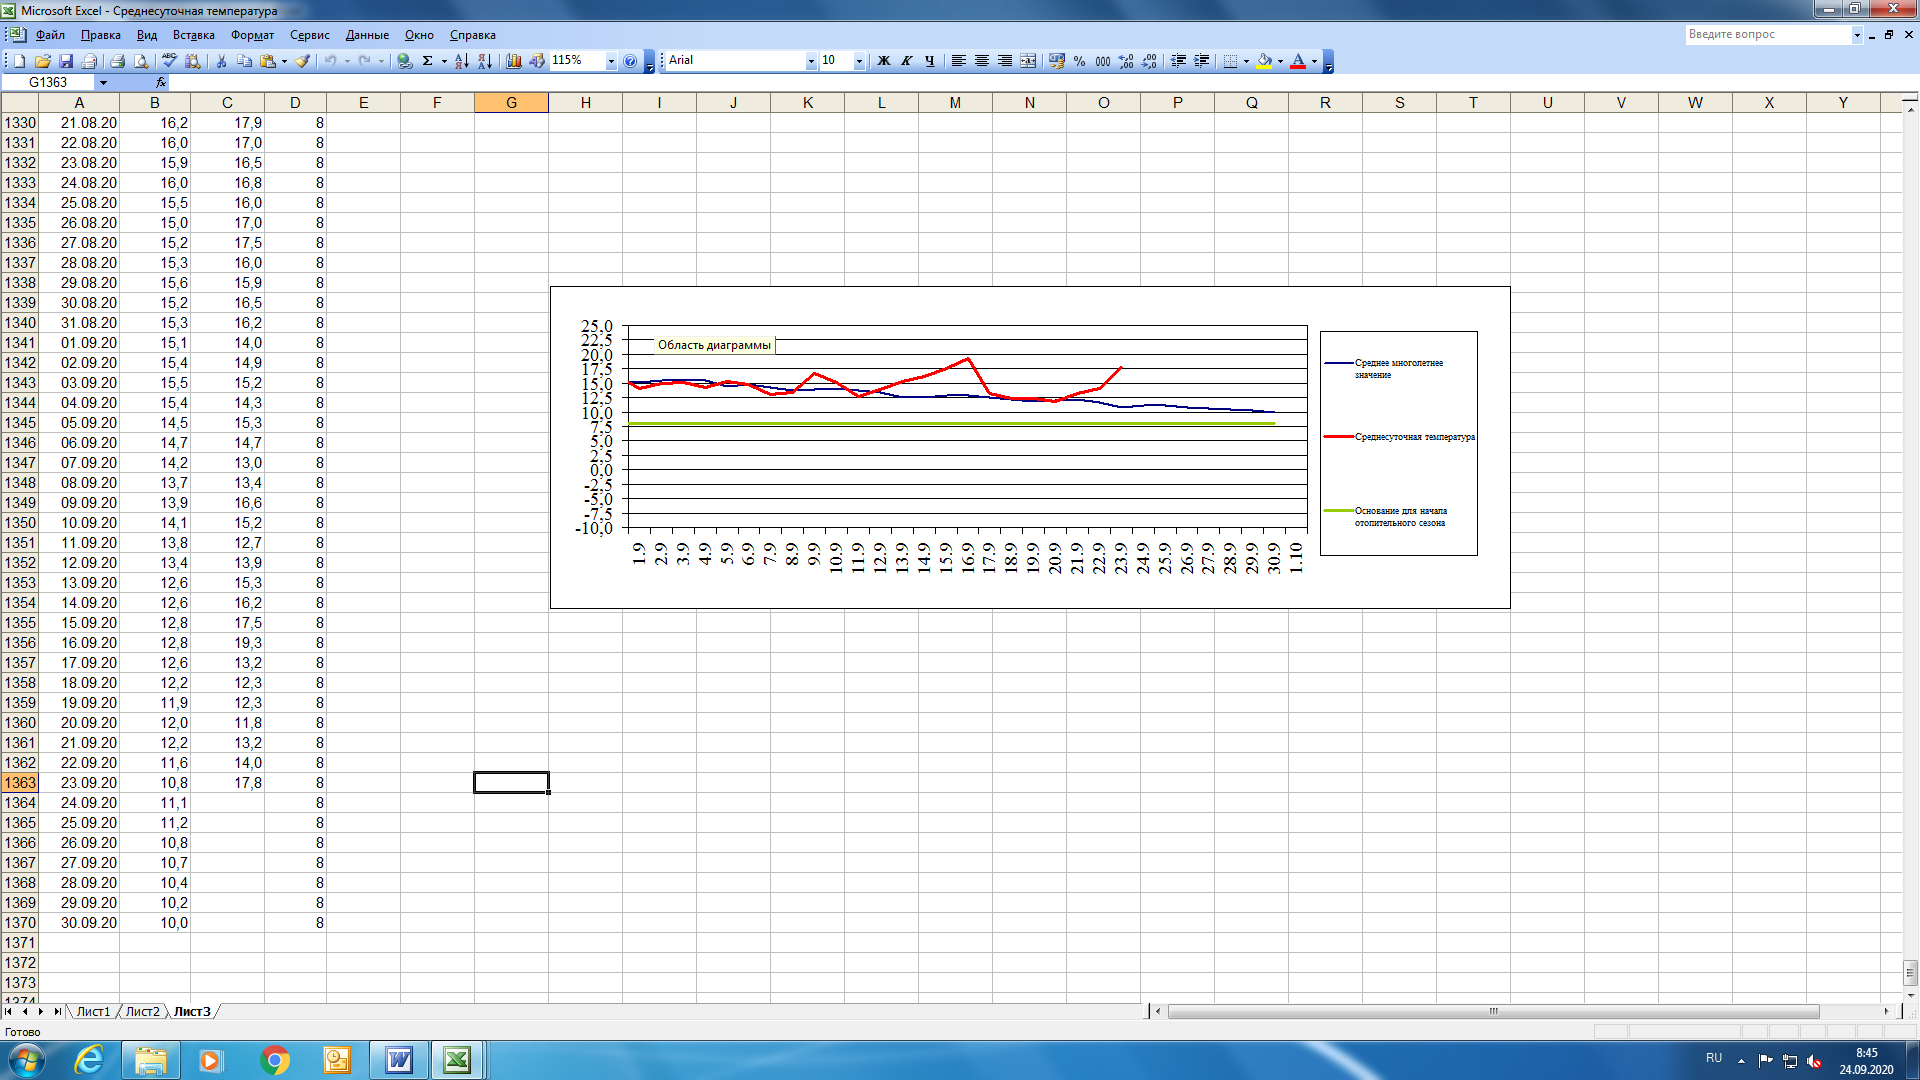 Microsoft Excel - Среднесуточная температура
Файл Правка Вид Вставка Формат Сервис Данные Окно Справка
Введите вопрос
115% Arial 10 Ж К Ч
G1363 fx
A B C D E F G H I J K L M N O P Q R S T U V W X Y
1330 21.08.20 16,2 17,9 8
1331 22.08.20 16,0 17,0 8
1332 23.08.20 15,9 16,5 8
1333 24.08.20 16,0 16,8 8
1334 25.08.20 15,5 16,0 8
1335 26.08.20 15,0 17,0 8
1336 27.08.20 15,2 17,5 8
1337 28.08.20 15,3 16,0 8
1338 29.08.20 15,6 15,9 8
1339 30.08.20 15,2 16,5 8
1340 31.08.20 15,3 16,2 8
1341 01.09.20 15,1 14,0 8
1342 02.09.20 15,4 14,9 8
1343 03.09.20 15,5 15,2 8
1344 04.09.20 15,4 14,3 8
1345 05.09.20 14,5 15,3 8
1346 06.09.20 14,7 14,7 8
1347 07.09.20 14,2 13,0 8
1348 08.09.20 13,7 13,4 8
1349 09.09.20 13,9 16,6 8
1350 10.09.20 14,1 15,2 8
1351 11.09.20 13,8 12,7 8
1352 12.09.20 13,4 13,9 8
1353 13.09.20 12,6 15,3 8
1354 14.09.20 12,6 16,2 8
1355 15.09.20 12,8 17,5 8
1356 16.09.20 12,8 19,3 8
1357 17.09.20 12,6 13,2 8
1358 18.09.20 12,2 12,3 8
1359 19.09.20 11,9 12,3 8
1360 20.09.20 12,0 11,8 8
1361 21.09.20 12,2 13,2 8
1362 22.09.20 11,6 14,0 8
1363 23.09.20 10,8 17,8 8
1364 24.09.20 11,1 8
1365 25.09.20 11,2 8
1366 26.09.20 10,8 8
1367 27.09.20 10,7 8
1368 28.09.20 10,4 8
1369 29.09.20 10,2 8
1370 30.09.20 10,0 8
1371
1372
1373
1374
25,0
22,5
20,0
17,5
15,0
12,5
10,0
7,5
5,0
2,5
0,0
-2,5
-5,0
-7,5
-10,0
Область диаграммы
1.9 2.9 3.9 4.9 5.9 6.9 7.9 8.9 9.9 10.9 11.9 12.9 13.9 14.9 15.9 16.9 17.9 18.9 19.9 20.9 21.9 22.9 23.9 24.9 25.9 26.9 27.9 28.9 29.9 30.9 1.10
Среднее многолетнее
значение
Среднесуточная температура
Основание для начала
отопительного сезона
Лист1 Лист2 Лист3
Готово
RU
8:45
24.09.2020